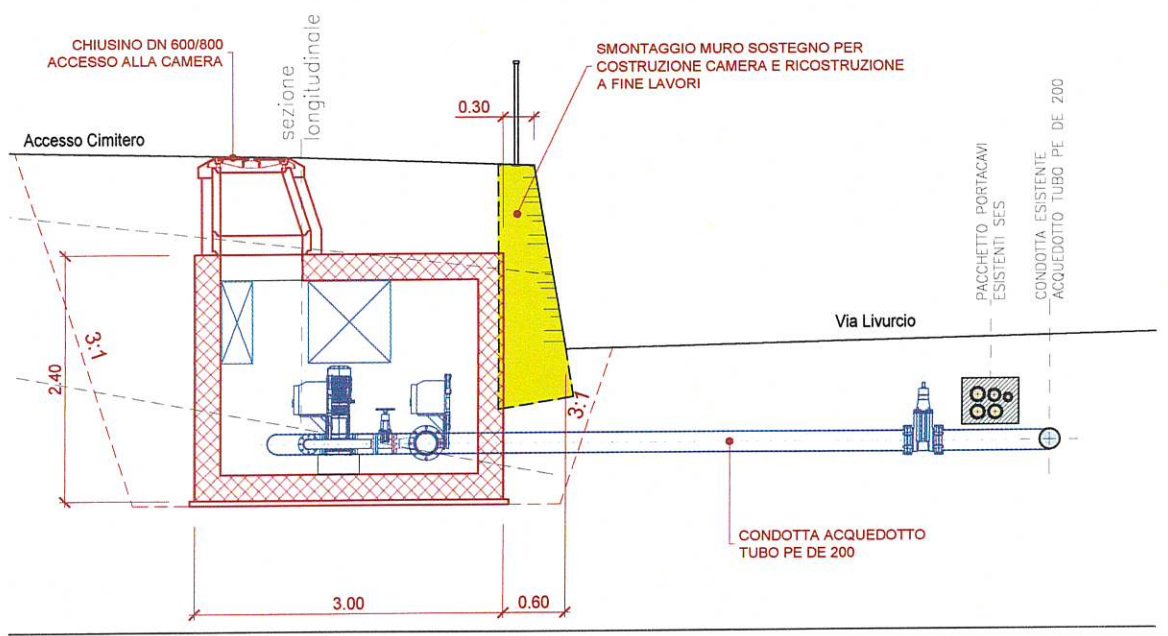 CHIUSINO DN 600/800
ACCESSO ALLA CAMERA
sezione
longitudinale
SMONTAGGIO MURO SOSTEGNO PER
COSTRUZIONE CAMERA E RICOSTRUZIONE
A FINE LAVORI
0.30
Accesso Cimitero
PACCHETTO PORTACAVI
ESISTENTI SES
CONDOTTA ESISTENTE
ACQUEDOTTO TUBO PE DE 200
Via Livurcio
3:1
2.40
3:1
CONDOTTA ACQUEDOTTO
TUBO PE DE 200
3.00
0.60